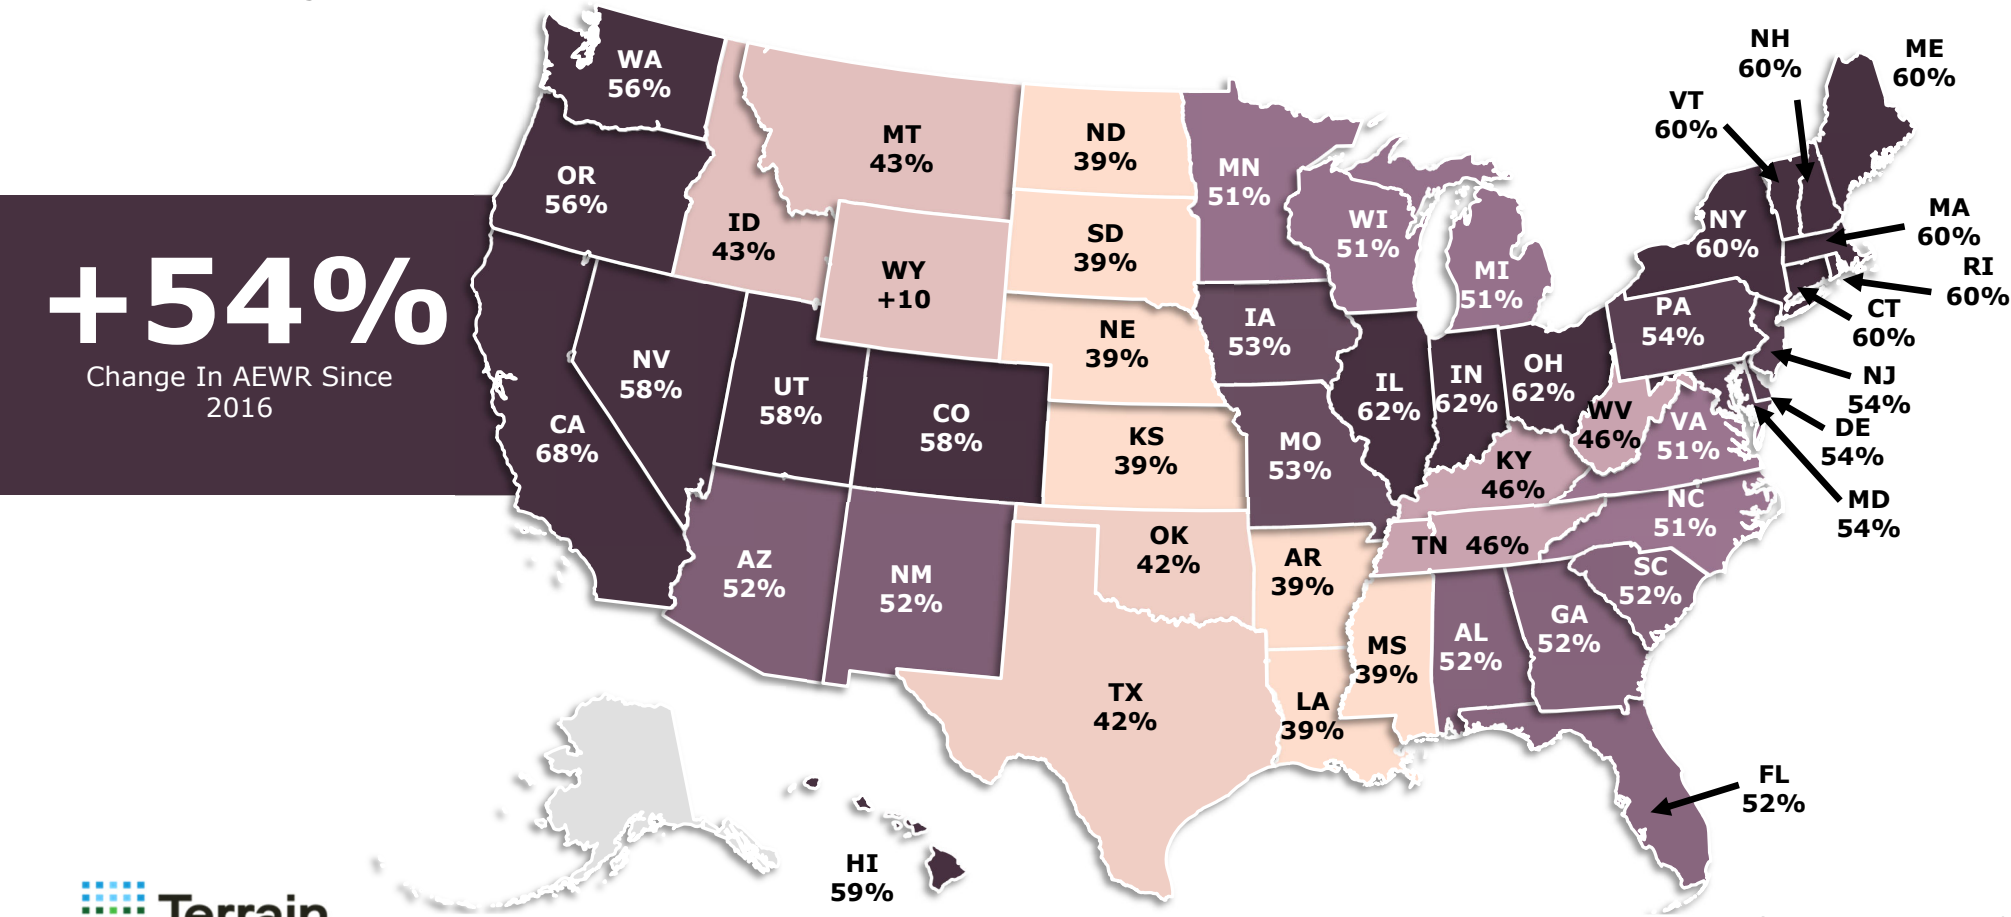 +54%
Change In AEWR Since
2016
WA
56%
OR
56%
CA
68%
NV
58%
ID
43%
MT
43%
WY
+10
UT
58%
CO
58%
AZ
52%
NM
52%
ND
39%
SD
39%
NE
39%
KS
39%
OK
42%
TX
42%
MN
51%
IA
53%
MO
53%
AR
39%
LA
39%
MS
39%
WI
51%
MI
51%
IL
62%
IN
62%
OH
62%
KY
46%
TN 46%
WV
46%
VA
51%
NC
51%
SC
52%
GA
52%
AL
52%
FL
52%
PA
54%
NY
60%
VT
60%
NH
60%
ME
60%
MA
60%
RI
60%
CT
60%
NJ
54%
DE
54%
MD
54%
HI
59%
Terrain